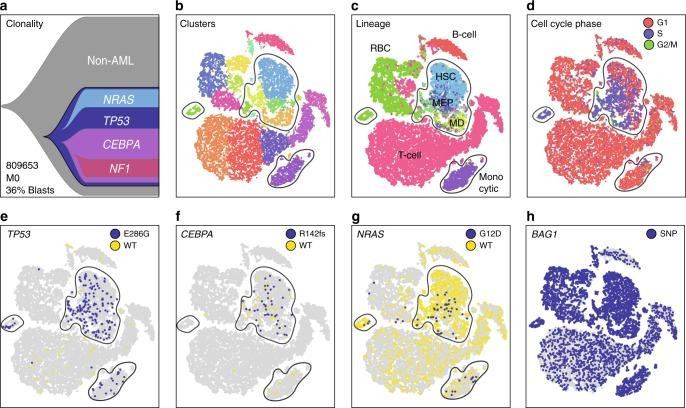 a
Clonality
Non-AML
NRAS
TP53
CEBPA
NF1
809653
M0
36% Blasts
b
Clusters
c
Lineage
B-cell
RBC
HSC
MEP
MD
T-cell
Mono
cytic
d
Cell cycle phase
G1
S
G2/M
e
TP53
E286G
WT
f
CEBPA
R142fs
WT
g
NRAS
G12D
WT
h
BAG1
SNP